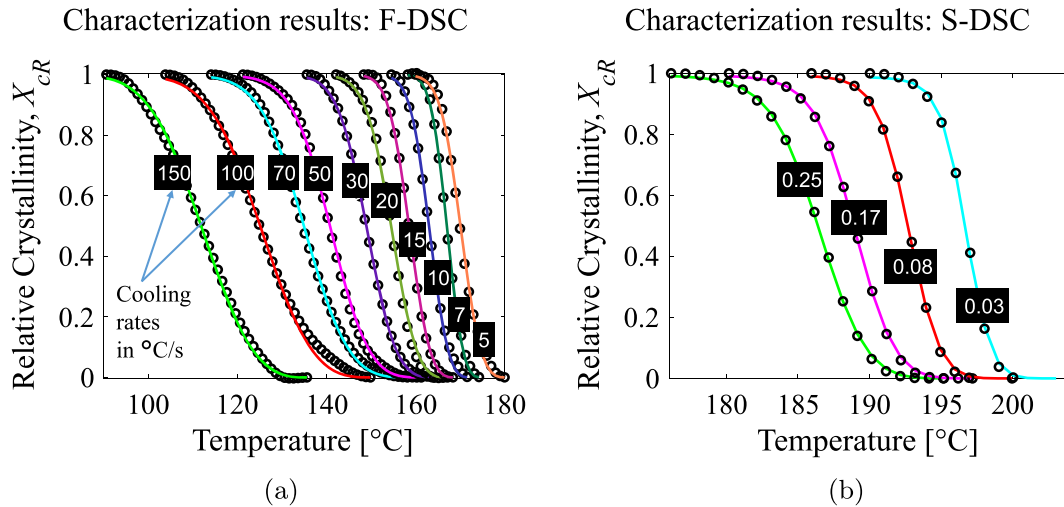 Characterization results: F-DSC
Relative Crystallinity, X_cR
1
0.8
0.6
0.4
0.2
0
150
100
70
50
30
20
15
10
7
5
Cooling
rates
in °C/s
100 120 140 160 180
Temperature [°C]
(a)
Characterization results: S-DSC
Relative Crystallinity, X_cR
1
0.8
0.6
0.4
0.2
0
0.25
0.17
0.08
0.03
180 185 190 195 200
Temperature [°C]
(b)